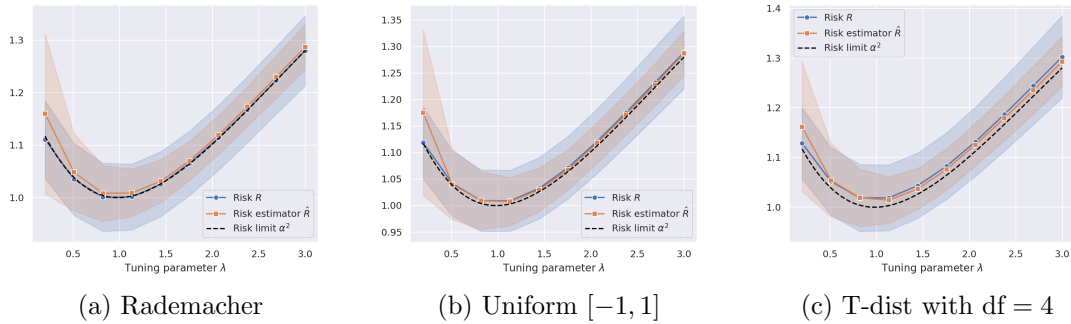 1.3
1.2
1.1
1.0
0.5 1.0 1.5 2.0 2.5 3.0
Tuning parameter λ
Risk R
Risk estimator R̂
Risk limit α²
(a) Rademacher
1.35
1.30
1.25
1.20
1.15
1.10
1.05
1.00
0.95
0.5 1.0 1.5 2.0 2.5 3.0
Tuning parameter λ
Risk R
Risk estimator R̂
Risk limit α²
(b) Uniform [−1, 1]
1.4
1.3
1.2
1.1
1.0
Risk R
Risk estimator R̂
Risk limit α²
0.5 1.0 1.5 2.0 2.5 3.0
Tuning parameter λ
(c) T-dist with df = 4